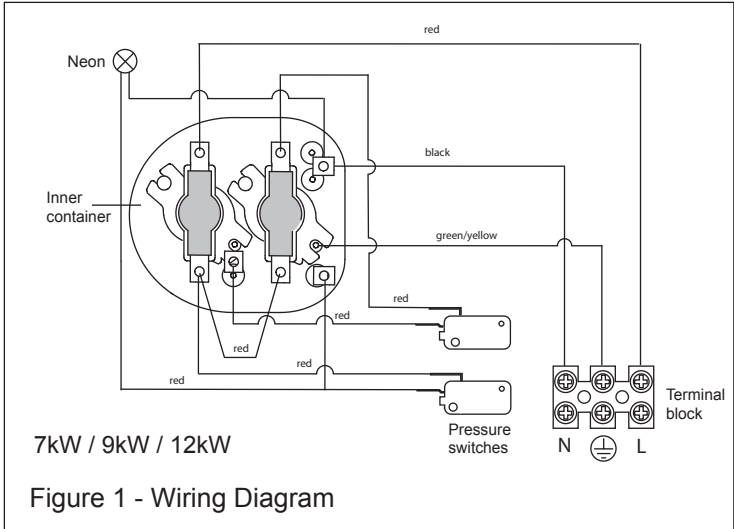 red
Neon
black
Inner
container
green/yellow
red
red
red
red
red
Terminal
block
Pressure
switches
N
L
7kW / 9kW / 12kW
Figure 1 - Wiring Diagram